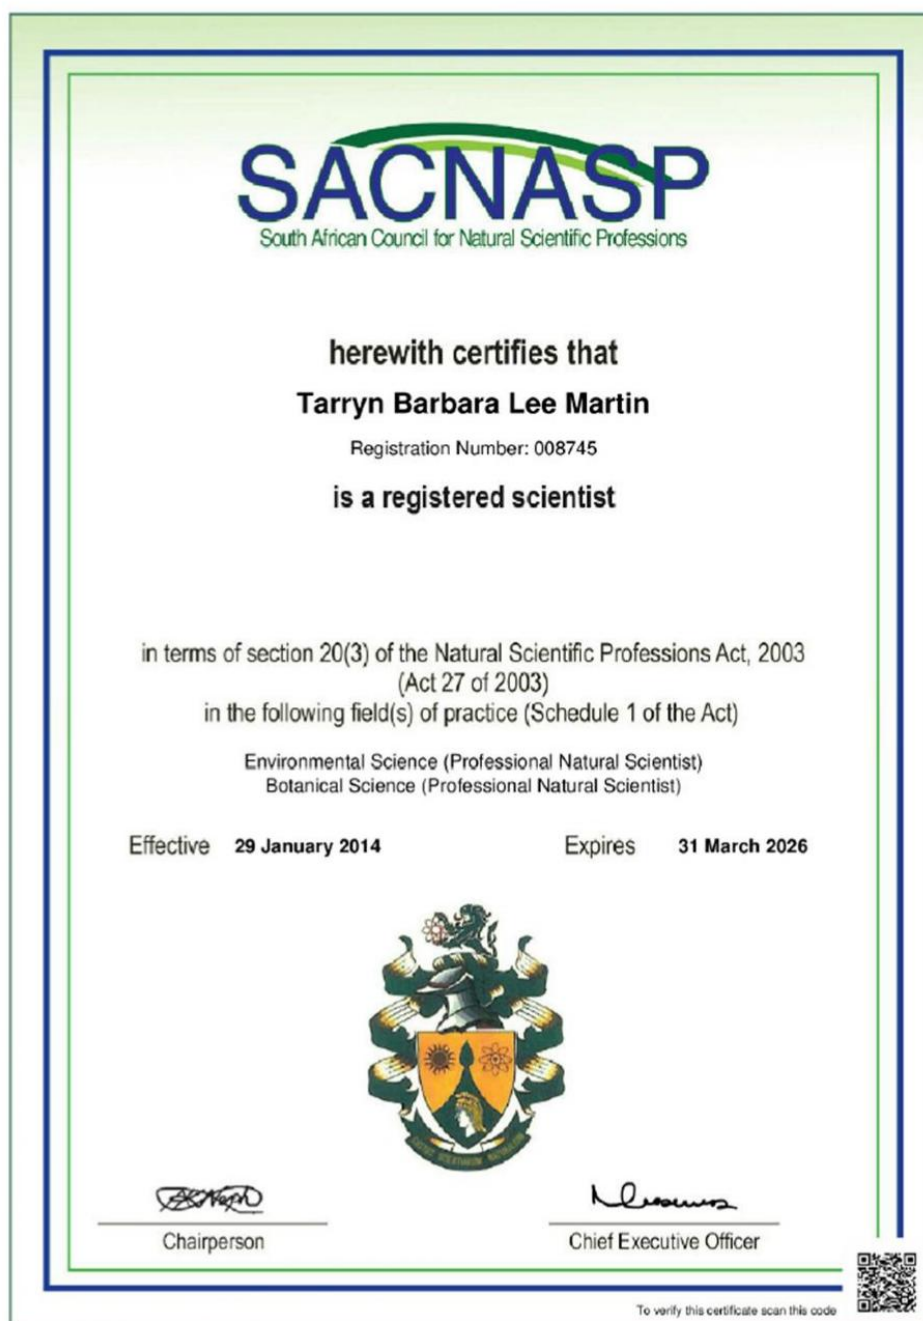 SACNASP
South African Council for Natural Scientific Professions
herewith certifies that
Tarryn Barbara Lee Martin
Registration Number: 008745
is a registered scientist
in terms of section 20(3) of the Natural Scientific Professions Act, 2003
(Act 27 of 2003)
in the following field(s) of practice (Schedule 1 of the Act)
Environmental Science (Professional Natural Scientist)
Botanical Science (Professional Natural Scientist)
Effective 29 January 2014 Expires 31 March 2026
Chairperson Chief Executive Officer
To verify this certificate scan this code